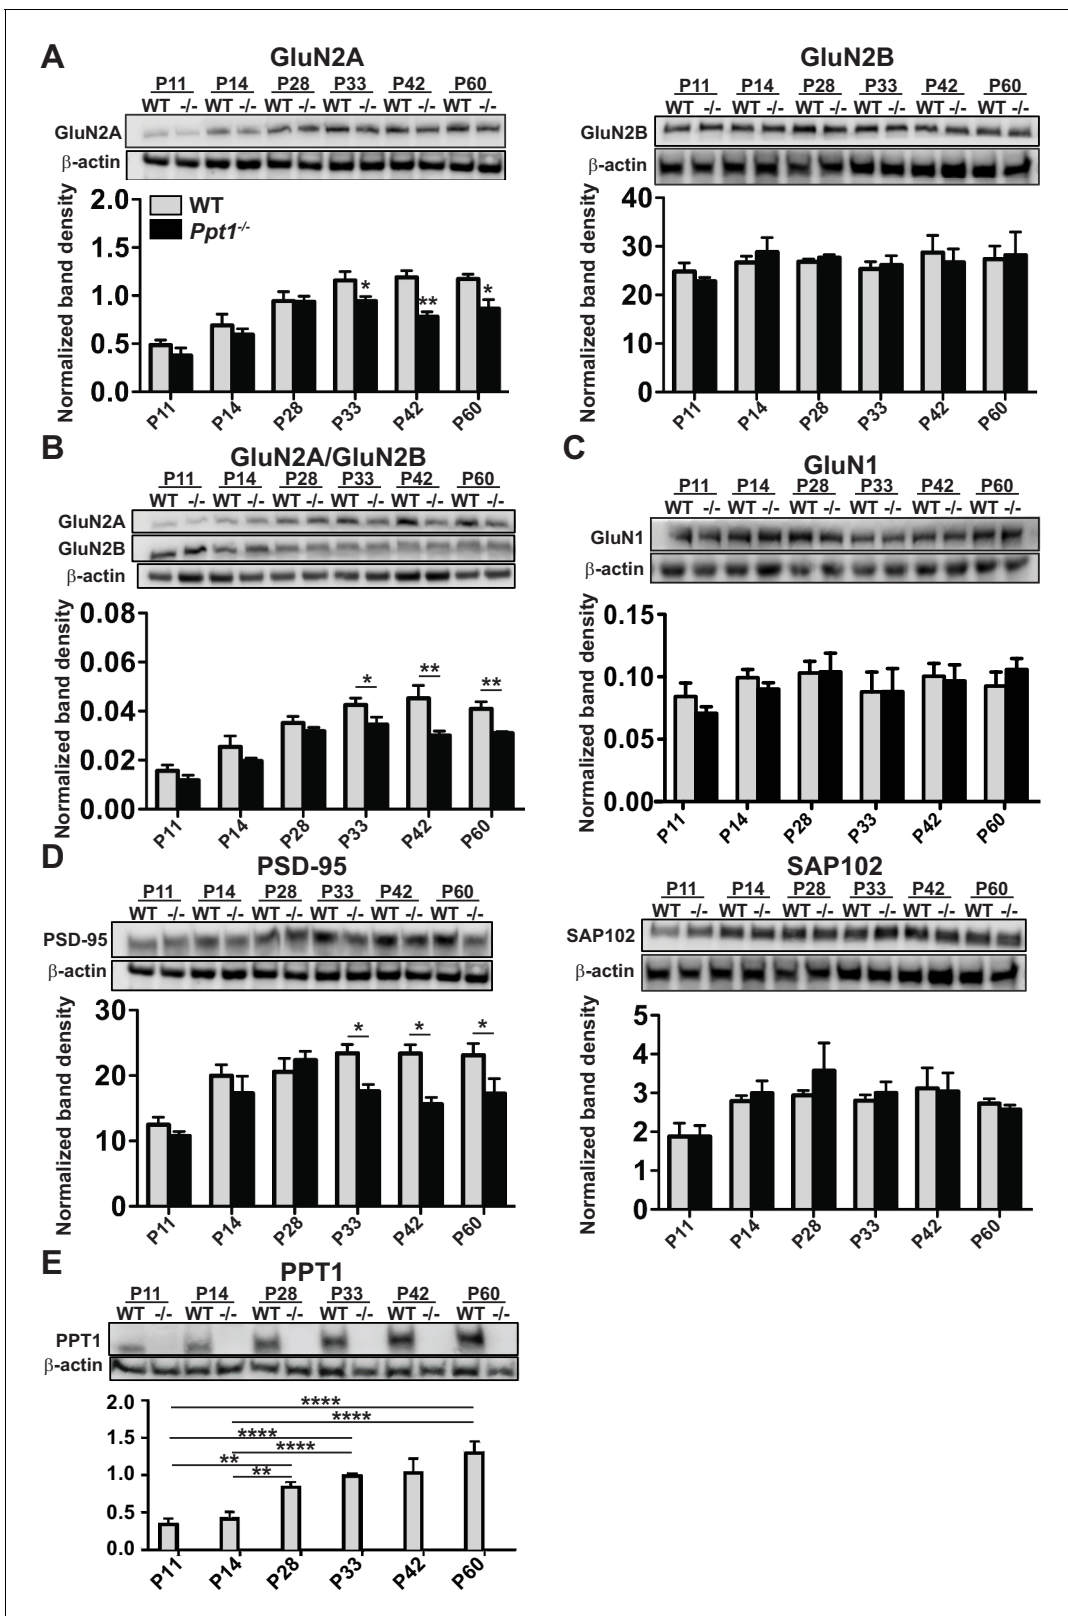 A
GluN2A
P11 P14 P28 P33 P42 P60
WT -/- WT -/- WT -/- WT -/- WT -/- WT -/-
GluN2A
β-actin
Normalized band density
2.0
1.5
1.0
0.5
0.0
WT
Ppt1-/-
* ** *
P11 P14 P28 P33 P42 P60
GluN2B
P11 P14 P28 P33 P42 P60
WT -/- WT -/- WT -/- WT -/- WT -/- WT -/-
GluN2B
β-actin
Normalized band density
40
30
20
10
0
P11 P14 P28 P33 P42 P60
B
GluN2A/GluN2B
P11 P14 P28 P33 P42 P60
WT -/- WT -/- WT -/- WT -/- WT -/- WT -/-
GluN2A
GluN2B
β-actin
Normalized band density
0.08
0.06
0.04
0.02
0.00
* ** **
P11 P14 P28 P33 P42 P60
C
GluN1
P11 P14 P28 P33 P42 P60
WT -/- WT -/- WT -/- WT -/- WT -/- WT -/-
GluN1
β-actin
Normalized band density
0.15
0.10
0.05
0.00
P11 P14 P28 P33 P42 P60
D
PSD-95
P11 P14 P28 P33 P42 P60
WT -/- WT -/- WT -/- WT -/- WT -/- WT -/-
PSD-95
β-actin
Normalized band density
30
20
10
0
* * *
P11 P14 P28 P33 P42 P60
SAP102
P11 P14 P28 P33 P42 P60
WT -/- WT -/- WT -/- WT -/- WT -/- WT -/-
SAP102
β-actin
Normalized band density
5
4
3
2
1
0
P11 P14 P28 P33 P42 P60
E
PPT1
P11 P14 P28 P33 P42 P60
WT -/- WT -/- WT -/- WT -/- WT -/- WT -/-
PPT1
β-actin
2.0
1.5
1.0
0.5
0.0
****
****
****
****
**
**
P11 P14 P28 P33 P42 P60